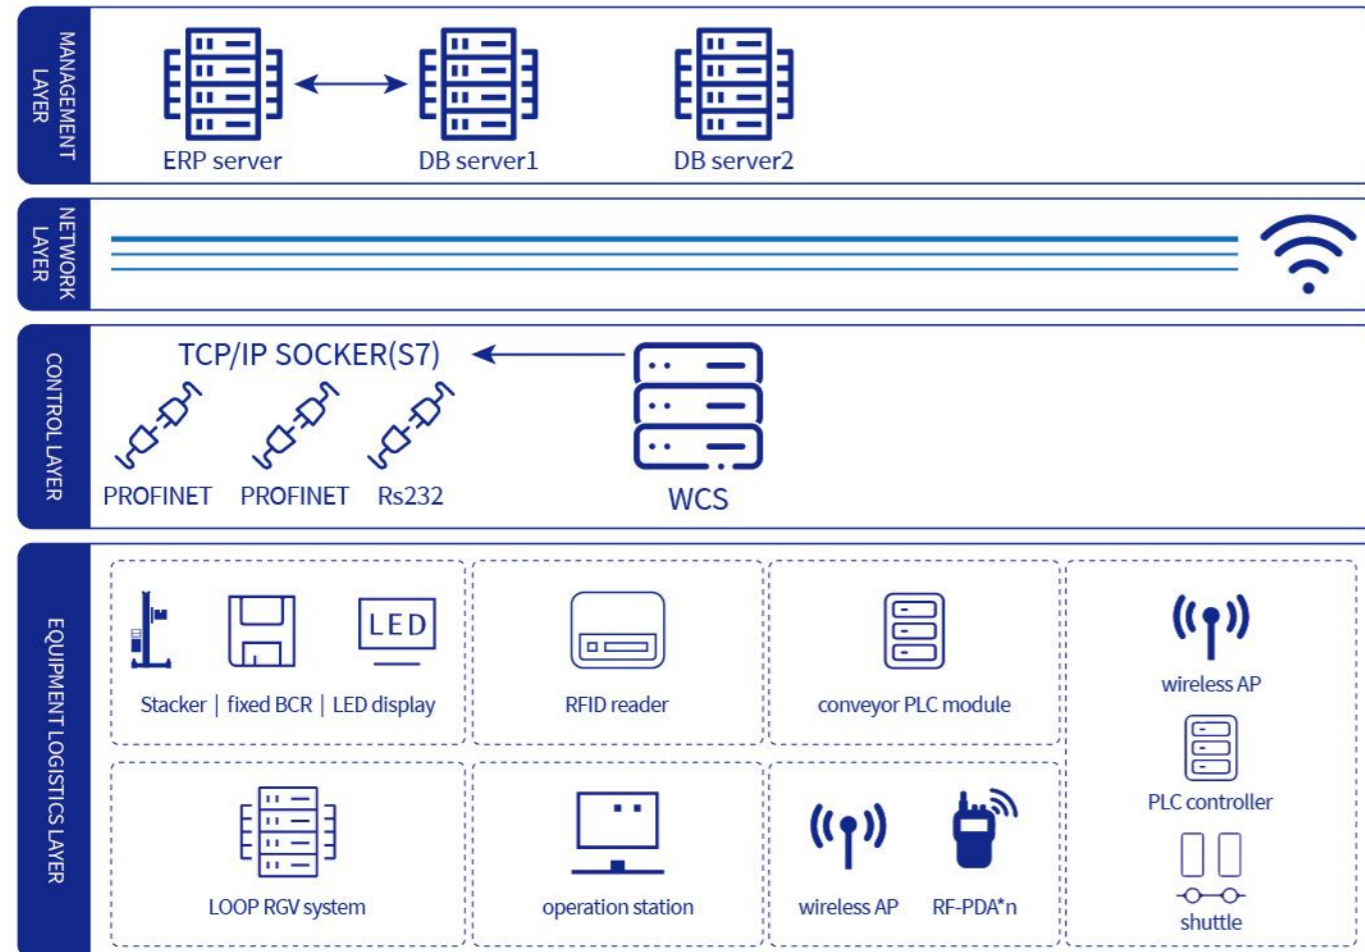 MANAGEMENT
LAYER
ERP server
DB server1
DB server2
NETWORK
LAYER
CONTROL LAYER
TCP/IP SOCKER(S7)
PROFINET
PROFINET
Rs232
WCS
EQUIPMENT LOGISTICS LAYER
LED
Stacker | fixed BCR | LED display
RFID reader
conveyor PLC module
wireless AP
PLC controller
shuttle
LOOP RGV system
operation station
wireless AP
RF-PDA*n